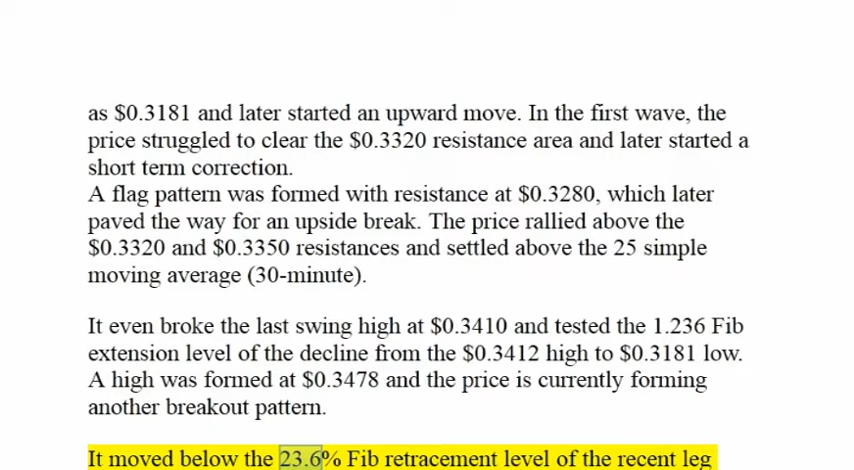 as $0.3181 and later started an upward move. In the first wave, the
price struggled to clear the $0.3320 resistance area and later started a
short term correction.
A flag pattern was formed with resistance at $0.3280, which later
paved the way for an upside break. The price rallied above the
$0.3320 and $0.3350 resistances and settled above the 25 simple
moving average (30-minute).
It even broke the last swing high at $0.3410 and tested the 1.236 Fib
extension level of the decline from the $0.3412 high to $0.3181 low.
A high was formed at $0.3478 and the price is currently forming
another breakout pattern.
It moved below the 23.6% Fib retracement level of the recent leg